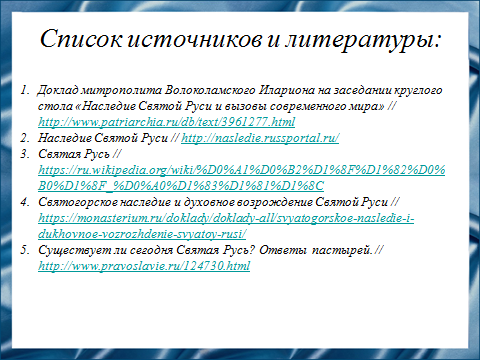 Список источников и литературы:
1. Доклад митрополита Волоколамского Илариона на заседании круглого
стола «Наследие Святой Руси и вызовы современного мира» //
http://www.patriarchia.ru/db/text/3961277.html
2. Наследие Святой Руси // http://nasledie.russportal.ru/
3. Святая Русь //
https://ru.wikipedia.org/wiki/%D0%A1%D0%B2%D1%8F%D1%82%D0%
B0%D1%8F_%D0%A0%D1%83%D1%81%D1%8C
4. Святогорское наследие и духовное возрождение Святой Руси //
https://monasterium.ru/doklady/doklady-all/svyatogorskoe-nasledie-i-
dukhovnoe-vozrozhdenie-svyatoy-rusi/
5. Существует ли сегодня Святая Русь? Ответы пастырей. //
http://www.pravoslavie.ru/124730.html